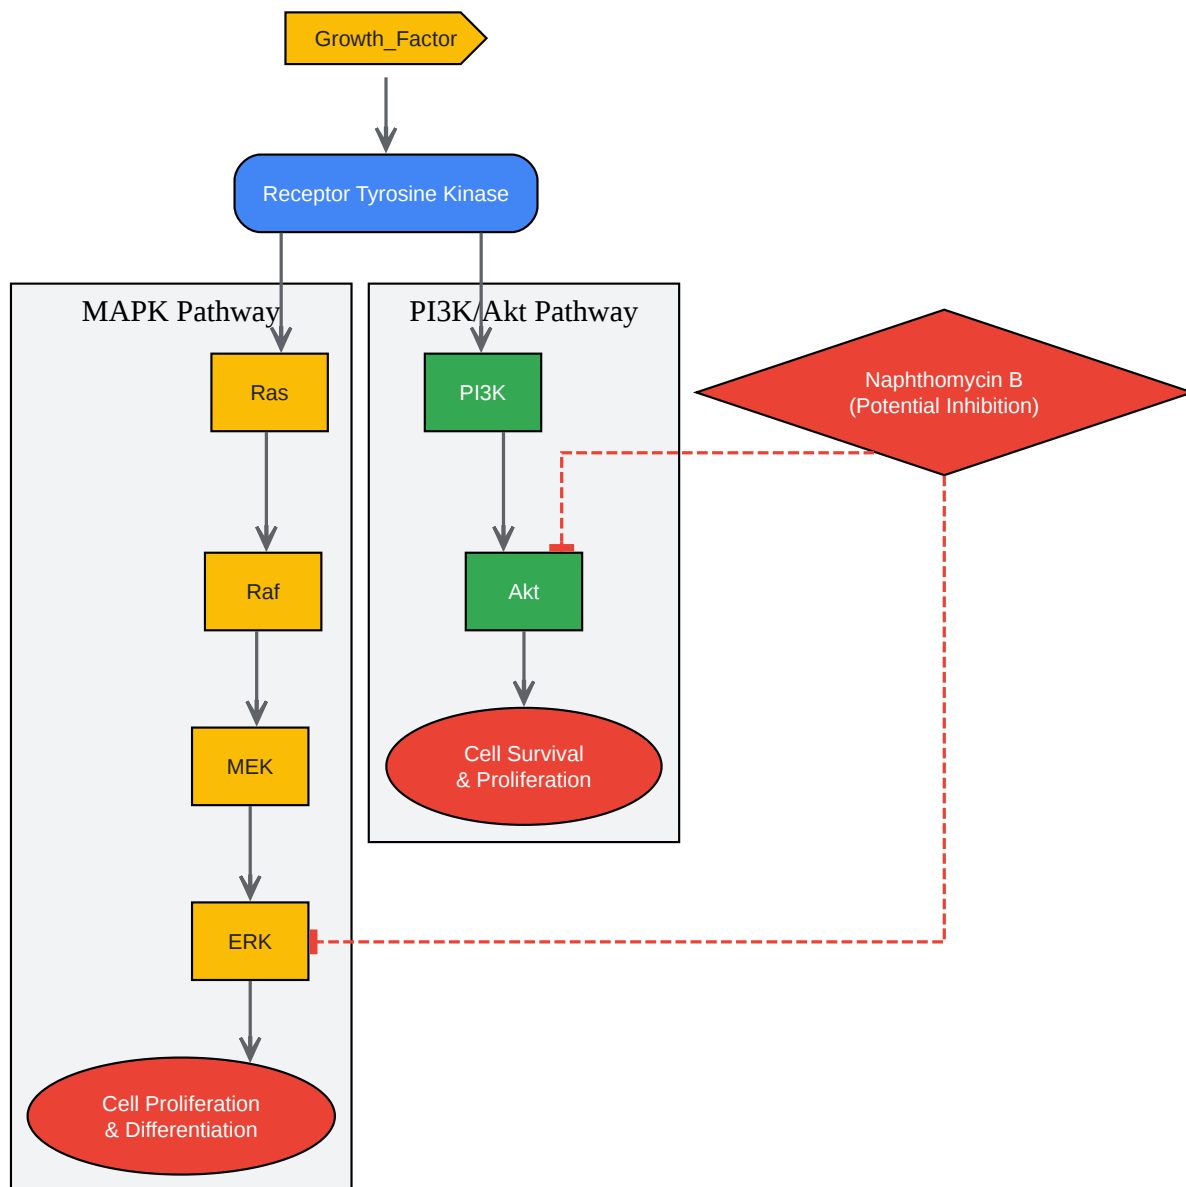 Growth_Factor
Receptor Tyrosine Kinase
MAPK Pathway
PI3K/Akt Pathway
Ras
PI3K
Naphthomycin B
(Potential Inhibition)
Raf
Akt
MEK
Cell Survival
& Proliferation
ERK
Cell Proliferation
& Differentiation